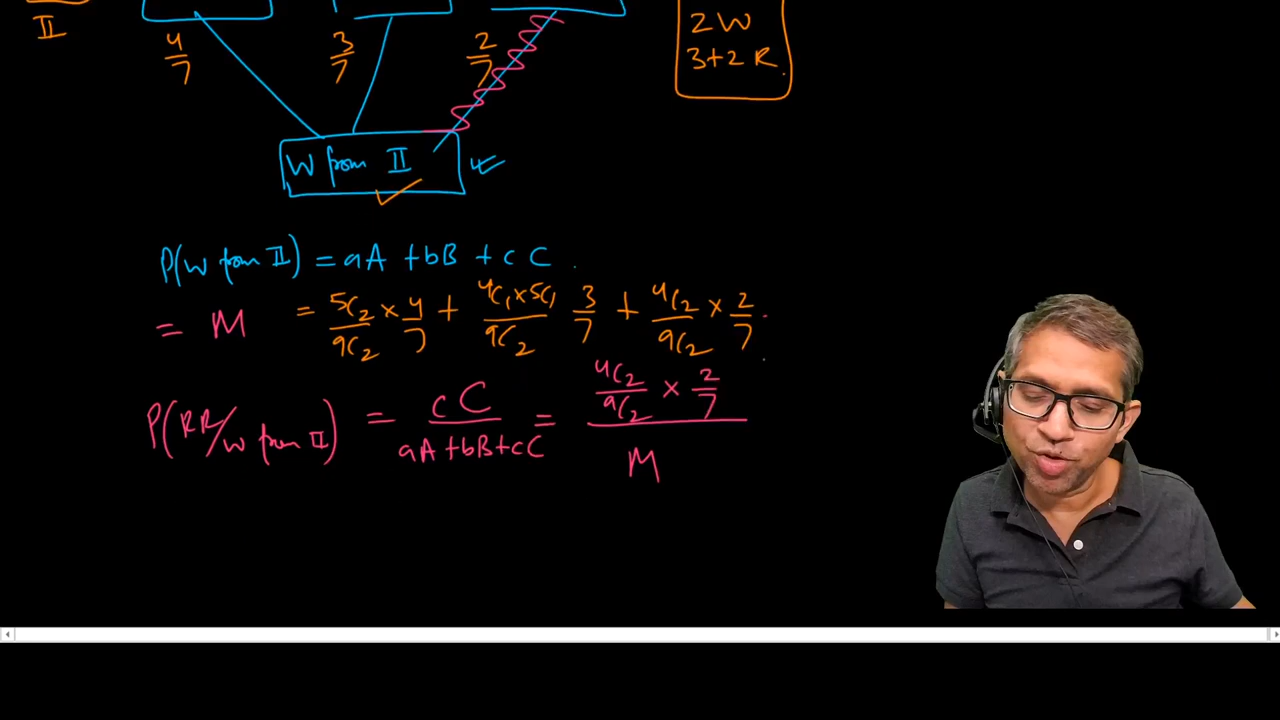 II
4/7 3/7 2/7
2 W
3+2 R
W from II
P(W from II) = aA + bB + cC
= M = 5C2/9C2 × 4/7 + 4C1×5C1/9C2 3/7 + 4C2/9C2 × 2/7
P(RR/W from II) = cC/aA+bB+cC = 4C2/9C2 × 2/7 / M